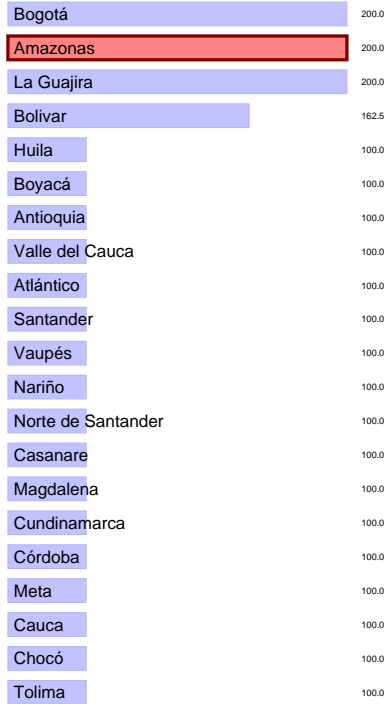 Bogotá 200.0
Amazonas 200.0
La Guajira 200.0
Bolivar 162.5
Huila 100.0
Boyacá 100.0
Antioquia 100.0
Valle del Cauca 100.0
Atlántico 100.0
Santander 100.0
Vaupés 100.0
Nariño 100.0
Norte de Santander 100.0
Casanare 100.0
Magdalena 100.0
Cundinamarca 100.0
Córdoba 100.0
Meta 100.0
Cauca 100.0
Chocó 100.0
Tolima 100.0